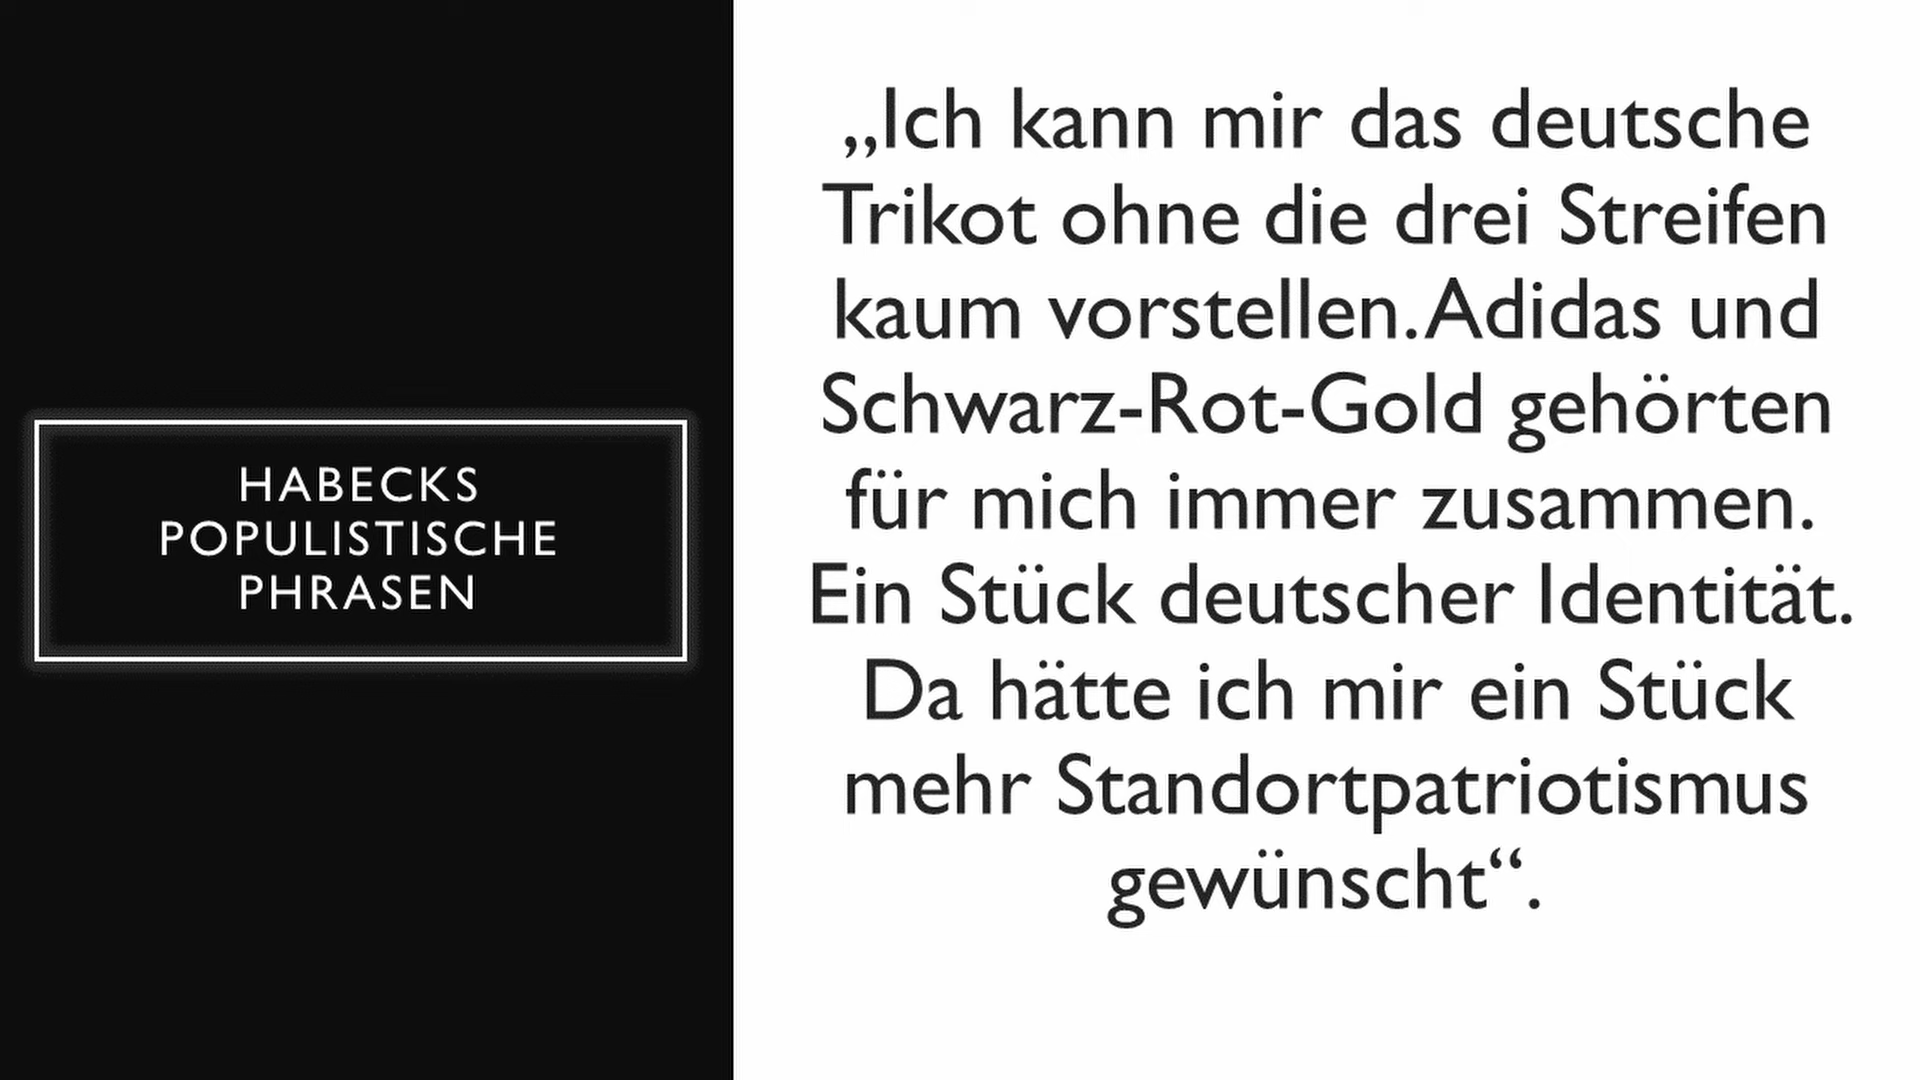 HABECKS
POPULISTISCHE
PHRASEN
„Ich kann mir das deutsche
Trikot ohne die drei Streifen
kaum vorstellen. Adidas und
Schwarz-Rot-Gold gehörten
für mich immer zusammen.
Ein Stück deutscher Identität.
Da hätte ich mir ein Stück
mehr Standortpatriotismus
gewünscht“.